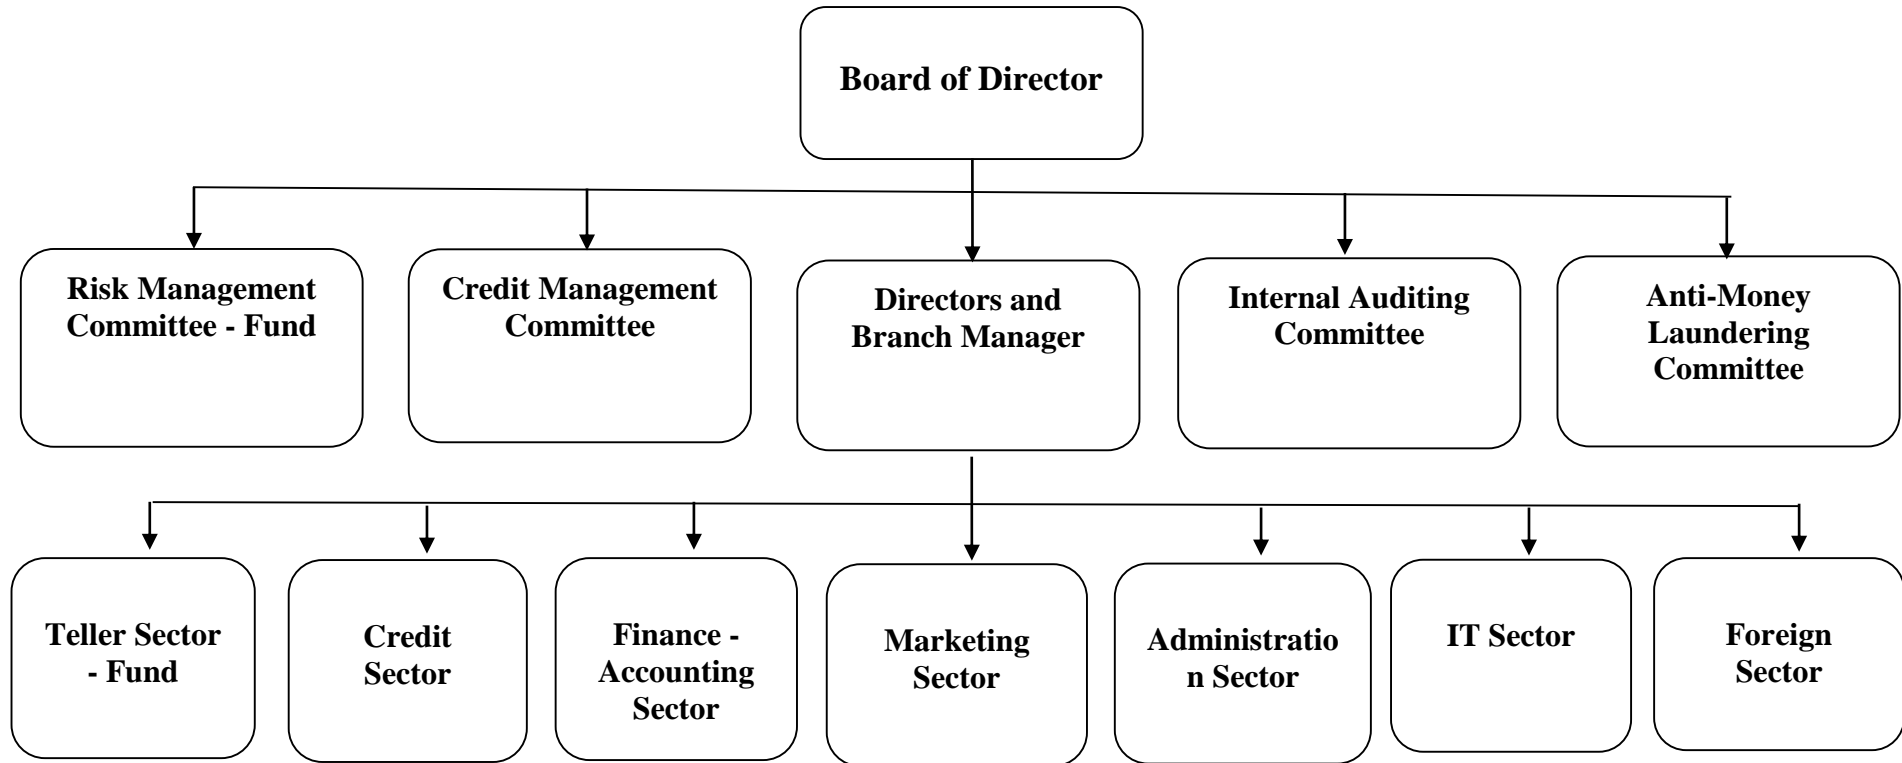 Board of Director
Risk Management
Committee - Fund
Credit Management
Committee
Directors and
Branch Manager
Internal Auditing
Committee
Anti-Money
Laundering
Committee
Teller Sector
- Fund
Credit
Sector
Finance -
Accounting
Sector
Marketing
Sector
Administratio
n Sector
IT Sector
Foreign
Sector